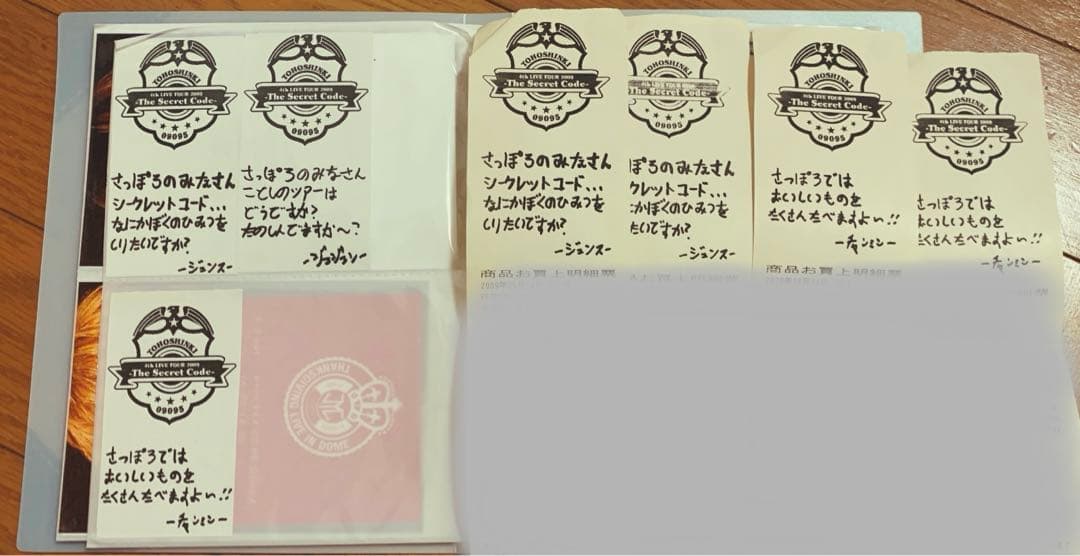 TOHOSHINKI
4th LIVE TOUR 2009
-The Secret Code-
09095
さっぽろのみなさん
シークレットコード、、、
なにかぼくのひみつを
しりたいですか?
-ジュンス-
TOHOSHINKI
4th LIVE TOUR 2009
-The Secret Code-
09095
さっぽろのみなさん
ことしのツアーは
どうですか?
たのしんでますか~?
TOHOSHINKI
4th LIVE TOUR 2009
-The Secret Code-
09095
さっぽろのみなさん
シークレットコード、、、
なにかぼくのひみつを
しりたいですか?
-ジュンス-
商品お買上明細票
TOHOSHINKI
4th LIVE TOUR 2009
Secret Code-
09095
ぽろのみなさん
クレットコード、、、
にかぼくのひみつを
たいですか?
-ジュンス-
TOHOSHINKI
4th LIVE TOUR 2009
-The Secret Code-
09095
さっぽろでは
おいしいものを
たくさんたべますよい!!
-チャンミン-
商品お買上明細票
TOHOSHINKI
4th LIVE TOUR 2009
-The Secret Code-
09095
さっぽろでは
おいしいものを
たくさんたべますよい!!
-チャンミン-
TOHOSHINKI
4th LIVE TOUR 2009
-The Secret Code-
09095
さっぽろでは
おいしいものを
たくさんたべますよい!!
-チャンミン-
THANKSGIVING LIVE IN DOME